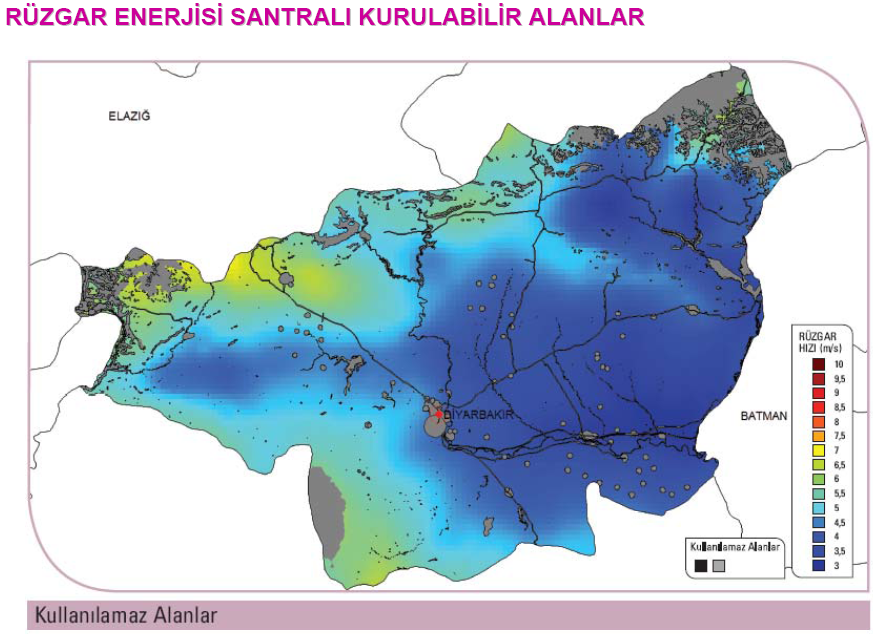 RÜZGAR ENERJİSİ SANTRALI KURULABİLİR ALANLAR
ELAZIĞ
DİYARBAKIR
BATMAN
RÜZGAR
HIZI (m/s)
10
9,5
9
8,5
8
7,5
7
6,5
6
5,5
5
4,5
4
3,5
3
Kullanılamaz Alanlar
Kullanılamaz Alanlar